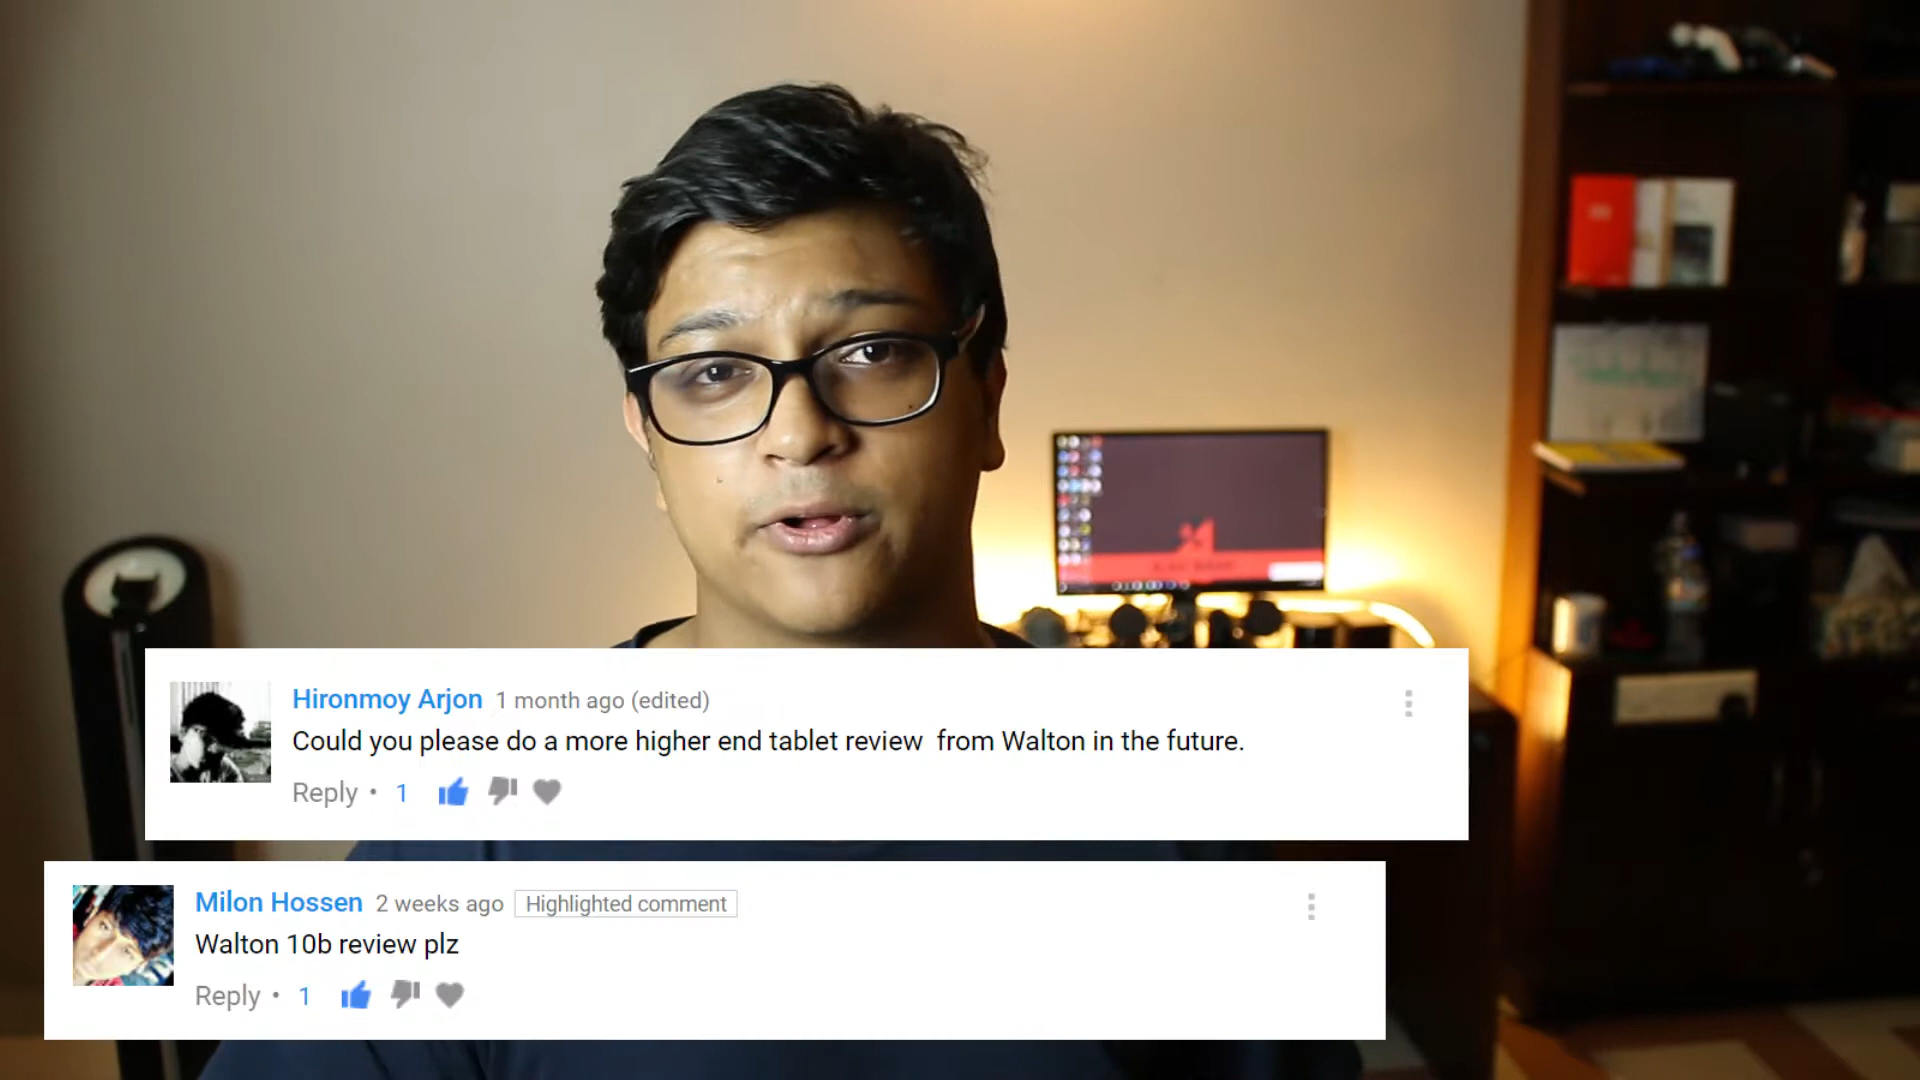 Hironmoy Arjon 1 month ago (edited)
Could you please do a more higher end tablet review from Walton in the future.
Reply • 1
Milon Hossen 2 weeks ago Highlighted comment
Walton 10b review plz
Reply • 1